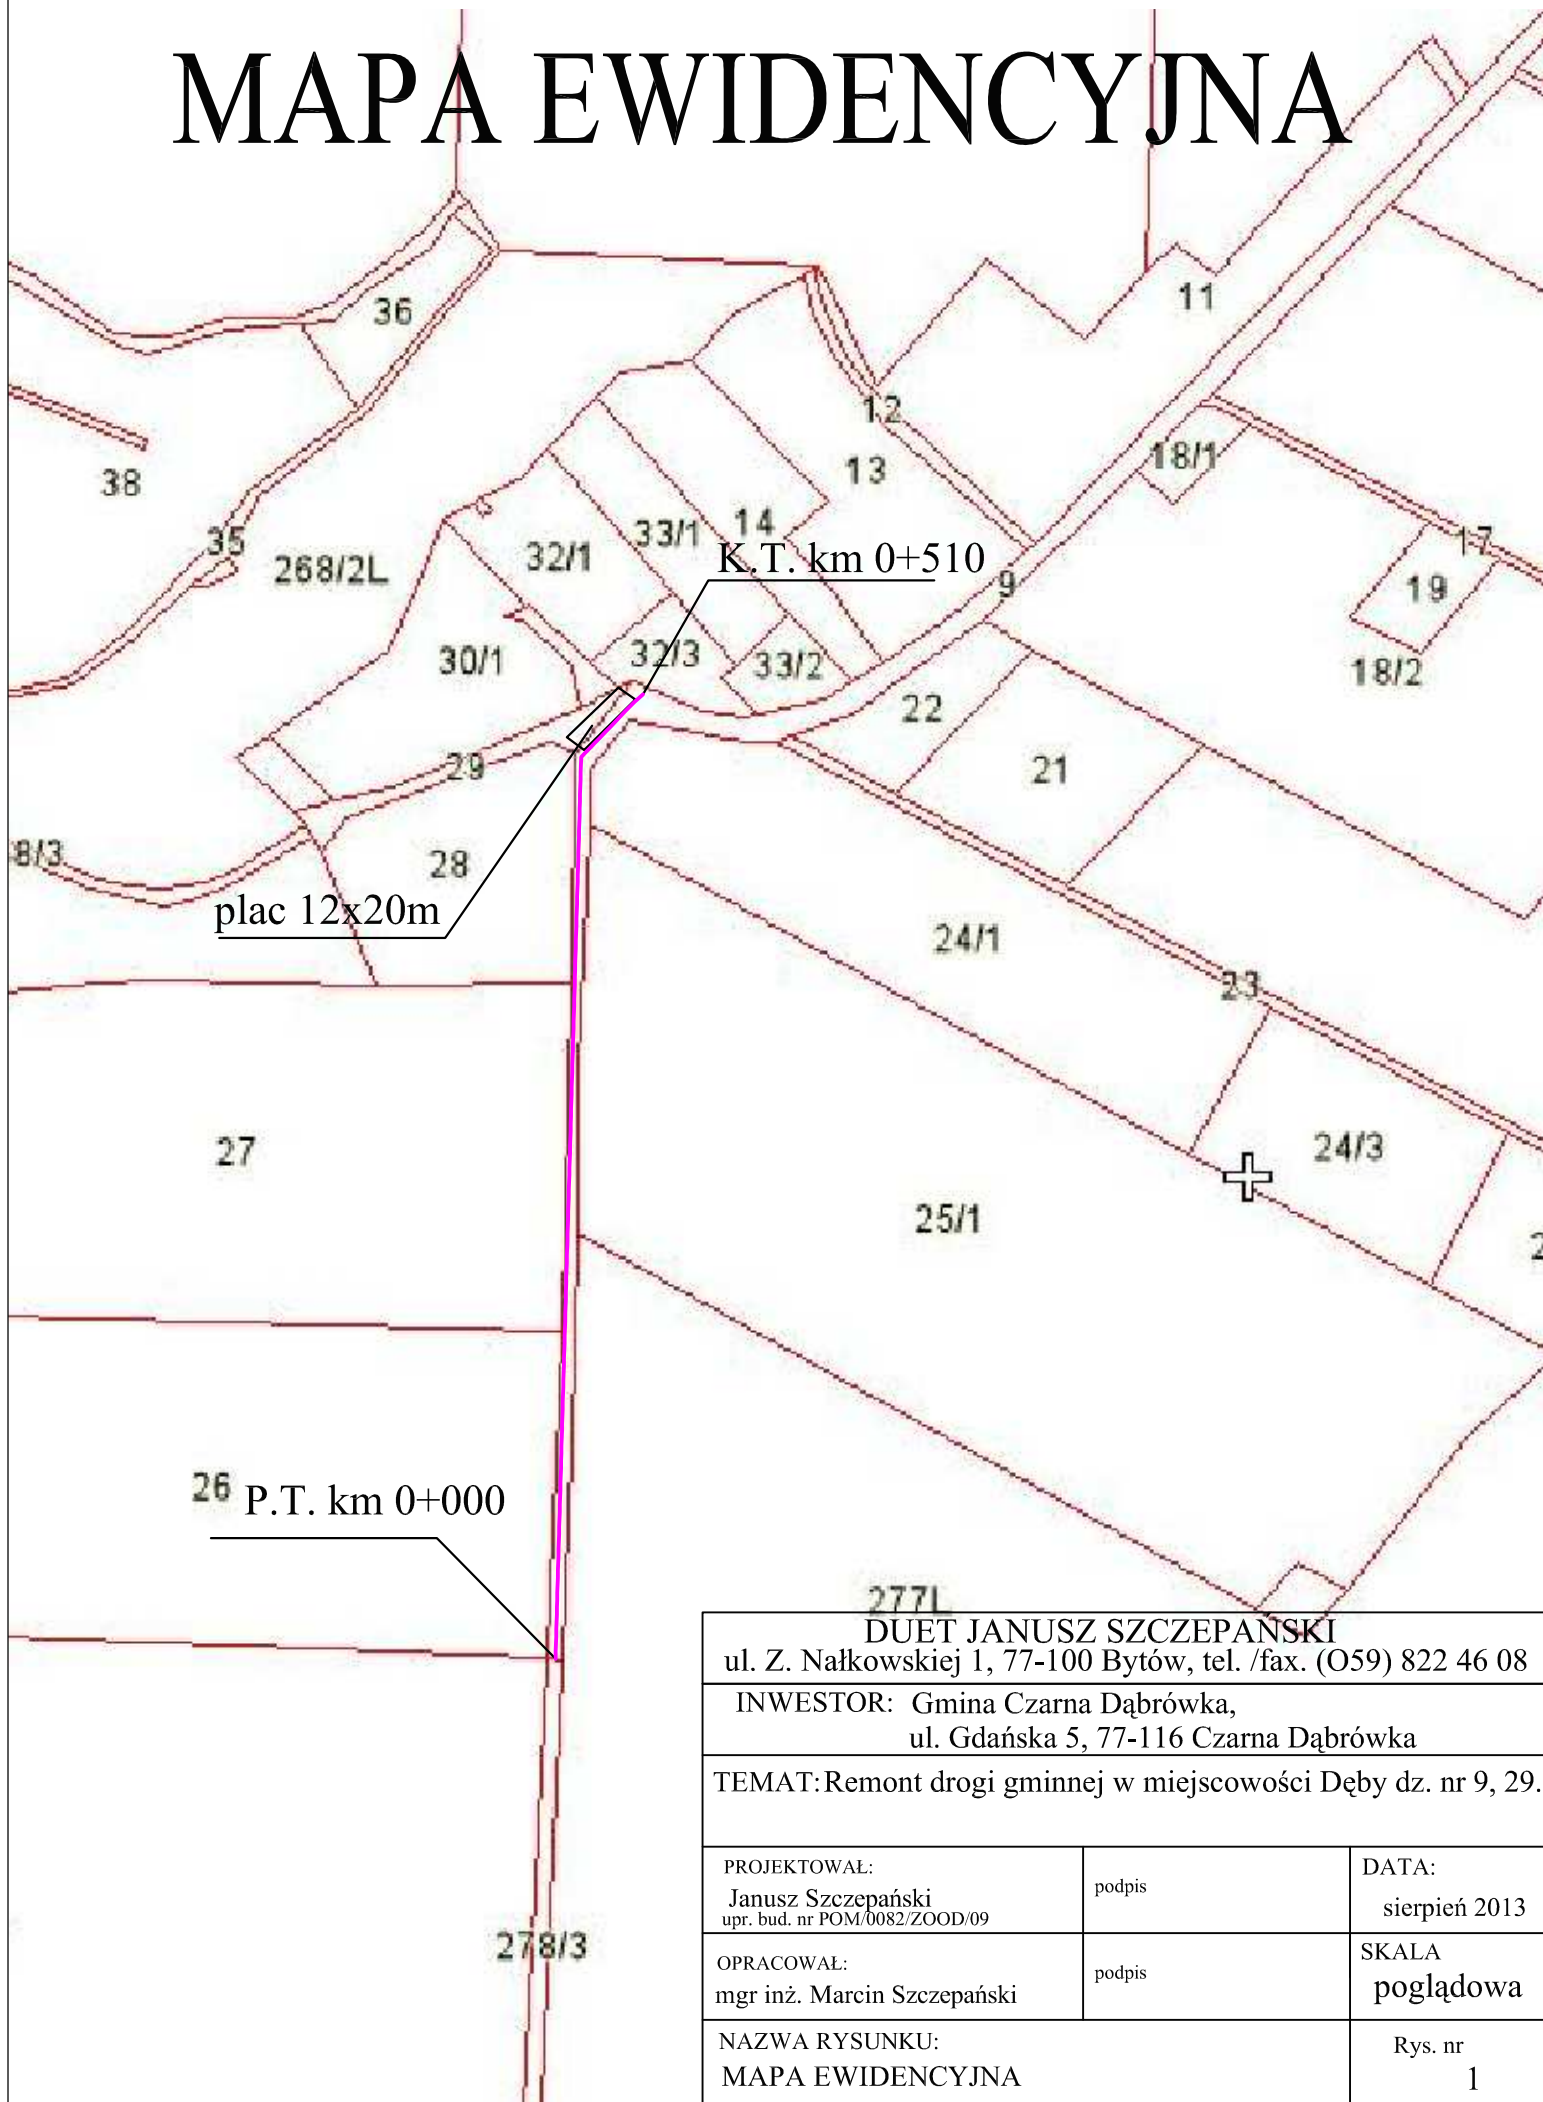 MAPA EWIDENCYJNA
36
11
12
13
18/1
38
14
33/1
17
35
32/1
K.T. km 0+510
268/2L
9
19
30/1
32/3
33/2
18/2
22
29
21
8/3
28
plac 12x20m
24/1
23
27
24/3
25/1
2
26
P.T. km 0+000
277L
DUET JANUSZ SZCZEPAŃSKI
ul. Z. Nałkowskiej 1, 77-100 Bytów, tel. /fax. (O59) 822 46 08
INWESTOR: Gmina Czarna Dąbrówka,
ul. Gdańska 5, 77-116 Czarna Dąbrówka
TEMAT: Remont drogi gminnej w miejscowości Dęby dz. nr 9, 29.
PROJEKTOWAŁ:
Janusz Szczepański
upr. bud. nr POM/0082/ZOOD/09
podpis
DATA:
sierpień 2013
278/3
OPRACOWAŁ:
mgr inż. Marcin Szczepański
podpis
SKALA
poglądowa
NAZWA RYSUNKU:
MAPA EWIDENCYJNA
Rys. nr
1